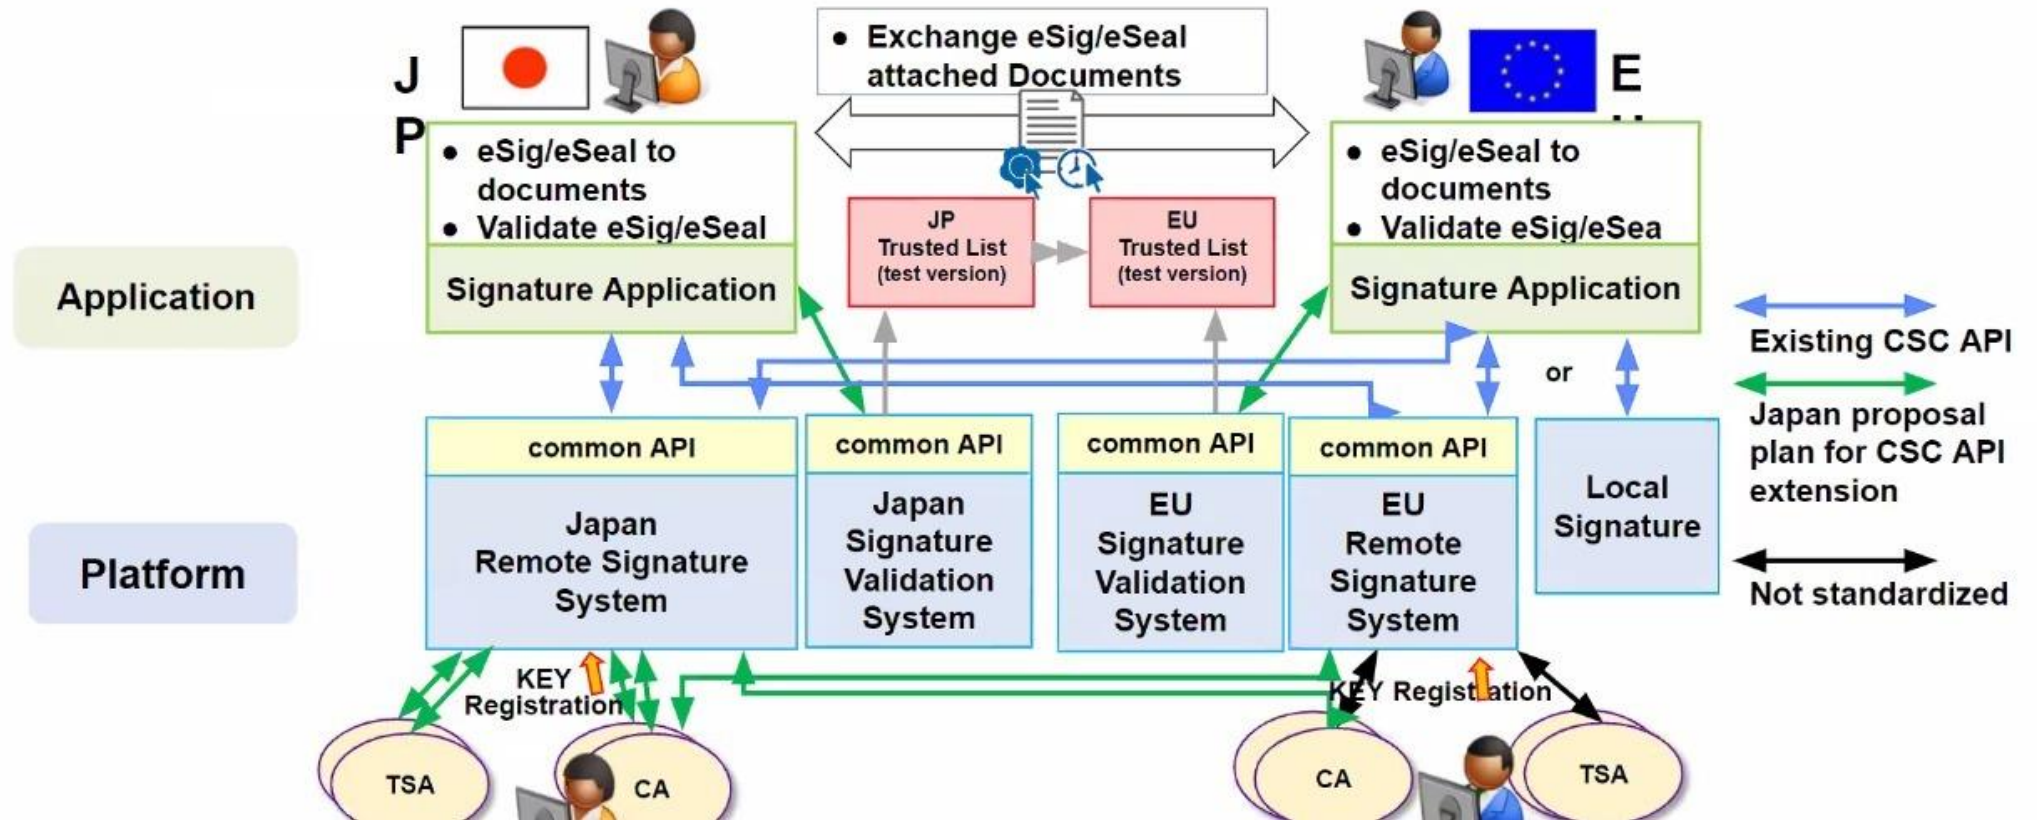 J
P
● Exchange eSig/eSeal
attached Documents
E
● eSig/eSeal to
documents
● Validate eSig/eSeal
Signature Application
JP
Trusted List
(test version)
EU
Trusted List
(test version)
● eSig/eSeal to
documents
● Validate eSig/eSea
Signature Application
Application
Existing CSC API
or
Japan proposal
plan for CSC API
extension
Not standardized
Platform
common API
Japan
Remote Signature
System
common API
Japan
Signature
Validation
System
common API
EU
Signature
Validation
System
common API
EU
Remote
Signature
System
Local
Signature
KEY
Registration
KEY Registration
TSA
CA
CA
TSA